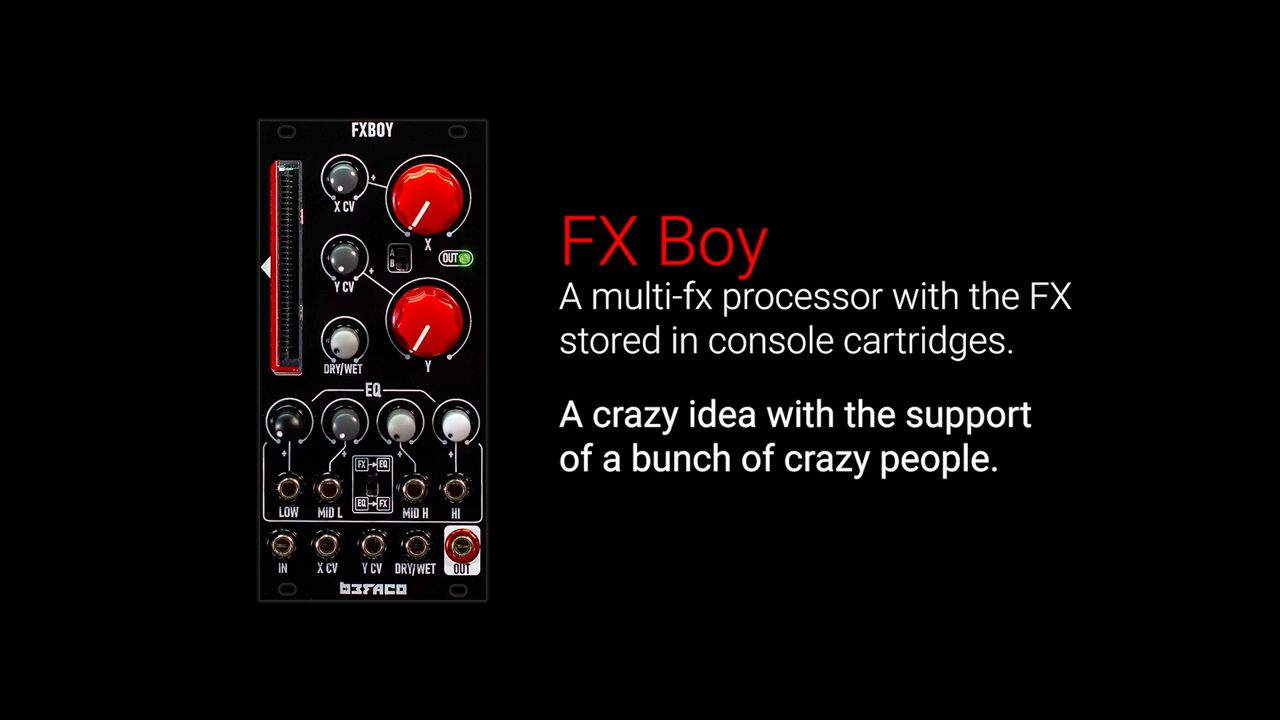 FXBOY
X CV
X
A
B
OUT
Y CV
Y
DRY/WET
EQ
FX EQ
EQ FX
LOW
MID L
MID H
HI
IN
X CV
Y CV
DRY/WET
OUT
BEFACO
FX Boy
A multi-fx processor with the FX
stored in console cartridges.
A crazy idea with the support
of a bunch of crazy people.